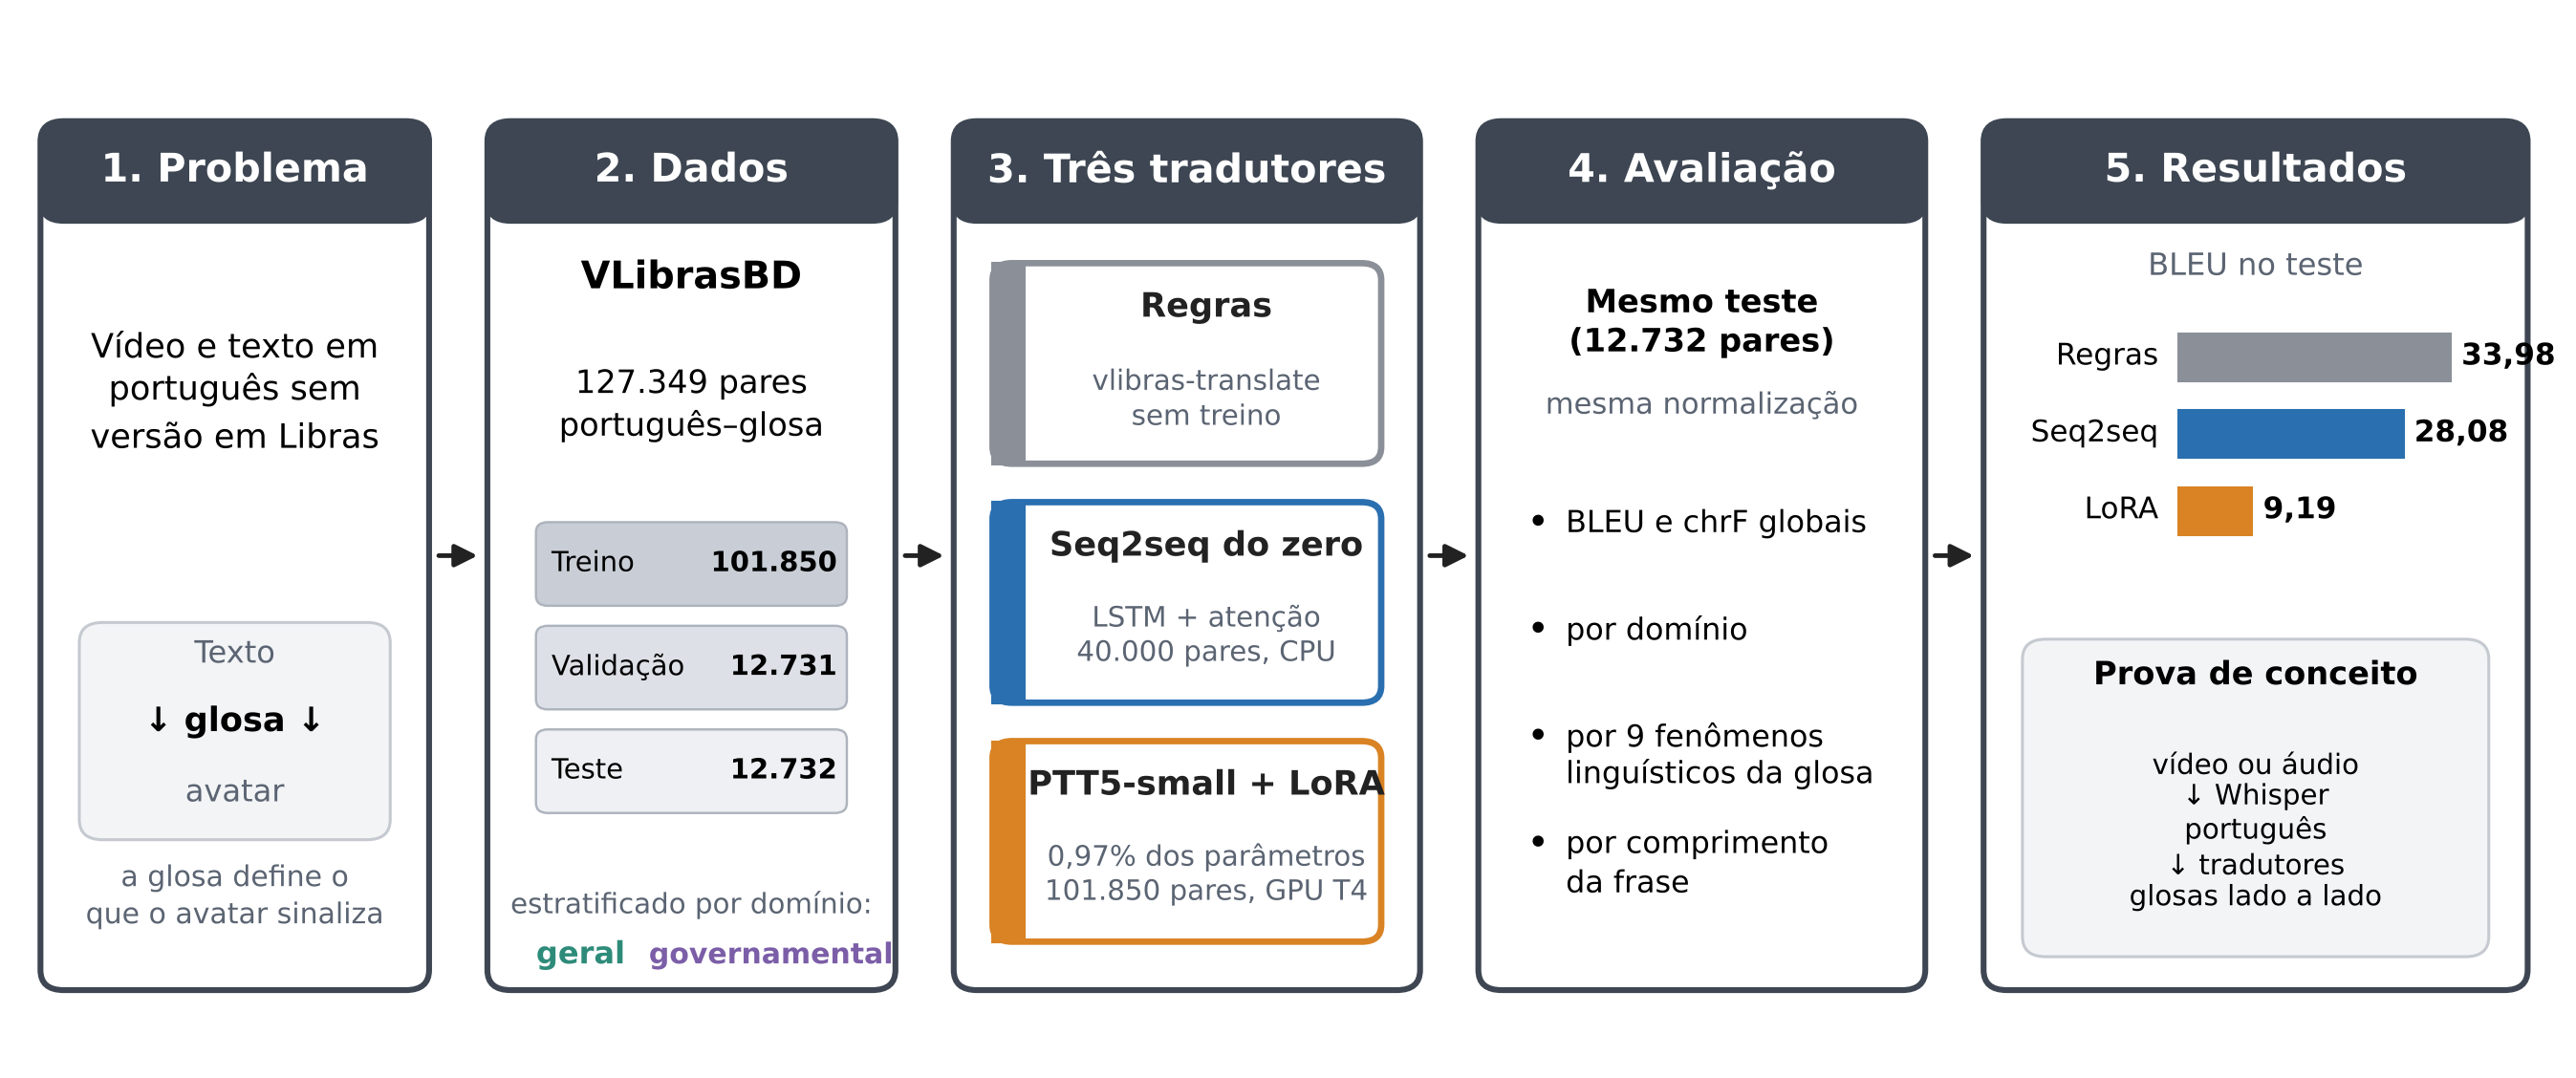 1. Problema
Vídeo e texto em
português sem
versão em Libras
Texto
↓ glosa ↓
avatar
a glosa define o
que o avatar sinaliza
2. Dados
VLibrasBD
127.349 pares
português–glosa
Treino 101.850
Validação 12.731
Teste 12.732
estratificado por domínio:
geral governamental
3. Três tradutores
Regras
vlibras-translate
sem treino
Seq2seq do zero
LSTM + atenção
40.000 pares, CPU
PTT5-small + LoRA
0,97% dos parâmetros
101.850 pares, GPU T4
4. Avaliação
Mesmo teste
(12.732 pares)
mesma normalização
• BLEU e chrF globais
• por domínio
• por 9 fenômenos
linguísticos da glosa
• por comprimento
da frase
5. Resultados
BLEU no teste
Regras 33,98
Seq2seq 28,08
LoRA 9,19
Prova de conceito
vídeo ou áudio
↓ Whisper
português
↓ tradutores
glosas lado a lado